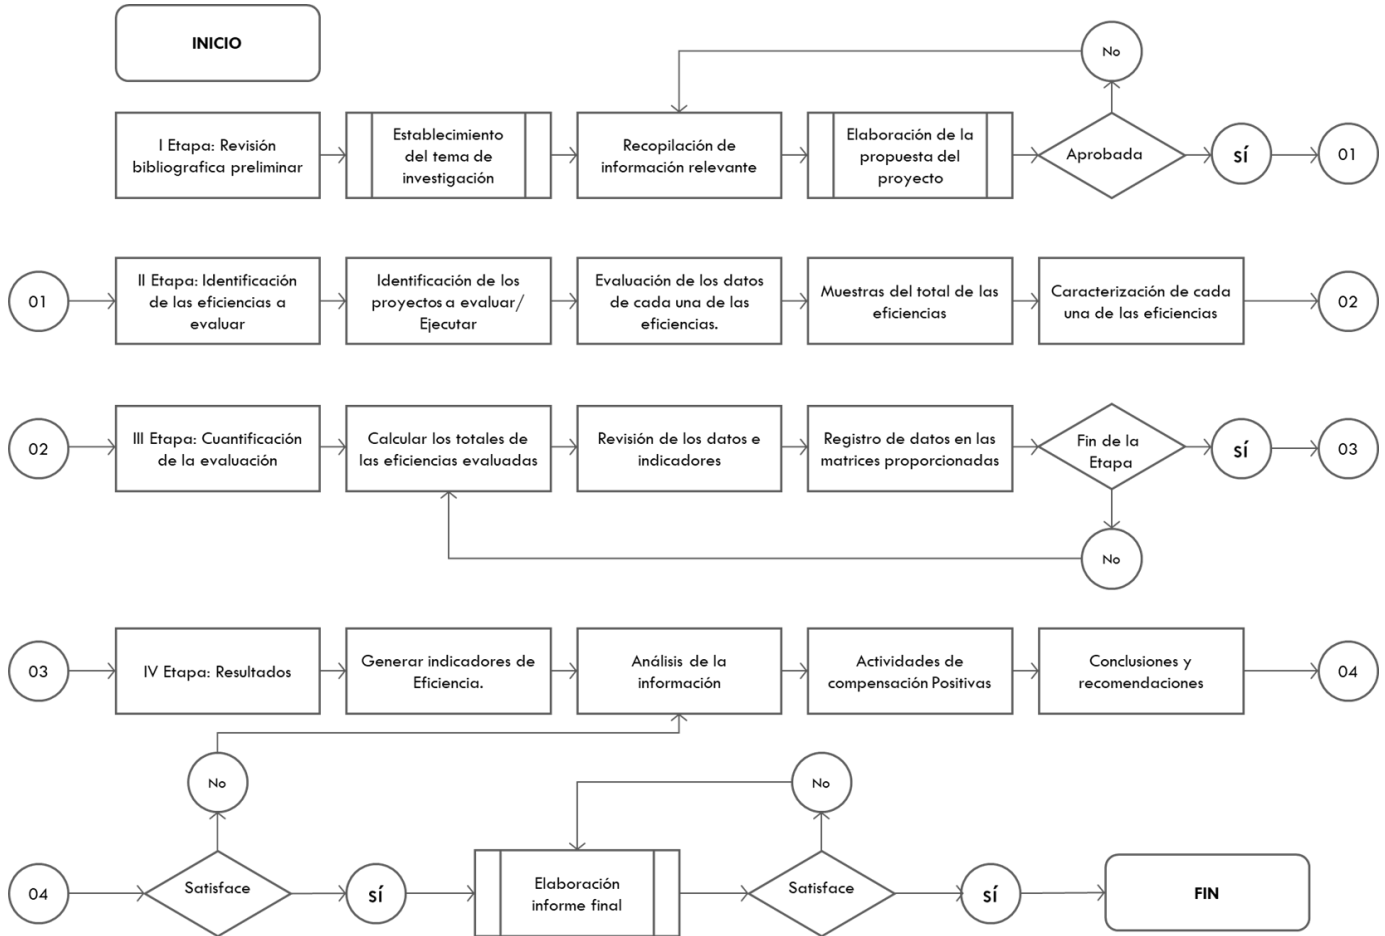 INICIO
No
I Etapa: Revisión
bibliografica preliminar
Establecimiento
del tema de
investigación
Recopilación de
información relevante
Elaboración de la
propuesta del
proyecto
Aprobada
sí
01
01
II Etapa: Identificación
de las eficiencias a
evaluar
Identificación de los
proyectos a evaluar/
Ejecutar
Evaluación de los datos
de cada una de las
eficiencias.
Muestras del total de las
eficiencias
Caracterización de cada
una de las eficiencias
02
02
III Etapa: Cuantificación
de la evaluación
Calcular los totales de
las eficiencias evaluadas
Revisión de los datos e
indicadores
Registro de datos en las
matrices proporcionadas
Fin de la
Etapa
sí
03
No
03
IV Etapa: Resultados
Generar indicadores de
Eficiencia.
Análisis de la
información
Actividades de
compensación Positivas
Conclusiones y
recomendaciones
04
No
No
04
Satisface
sí
Elaboración
informe final
Satisface
sí
FIN